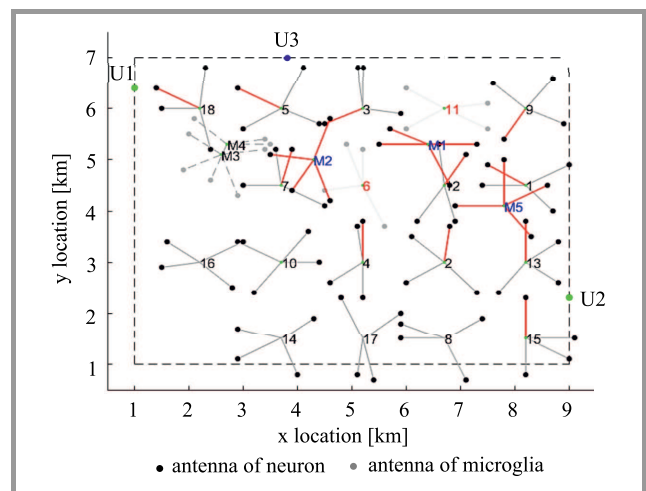 U3
7
U1
6
18
5
3
11
9
M4
M1
M3
M2
5
7
6
12
1
4
M5
16
10
4
2
13
3
U2
2
14
17
8
15
1
1 2 3 4 5 6 7 8 9
y location [km]
x location [km]
antenna of neuron antenna of microglia